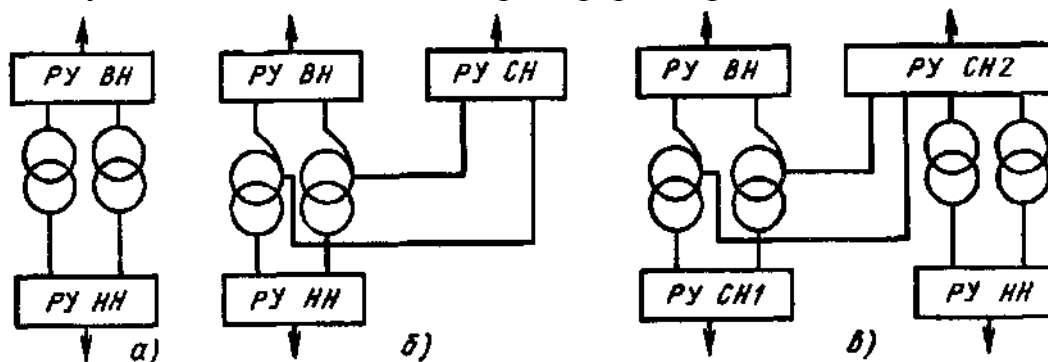 РУ ВН
РУ НН
а)
РУ ВН
РУ СН
РУ НН
б)
РУ ВН
РУ СН2
РУ СН1
РУ НН
в)